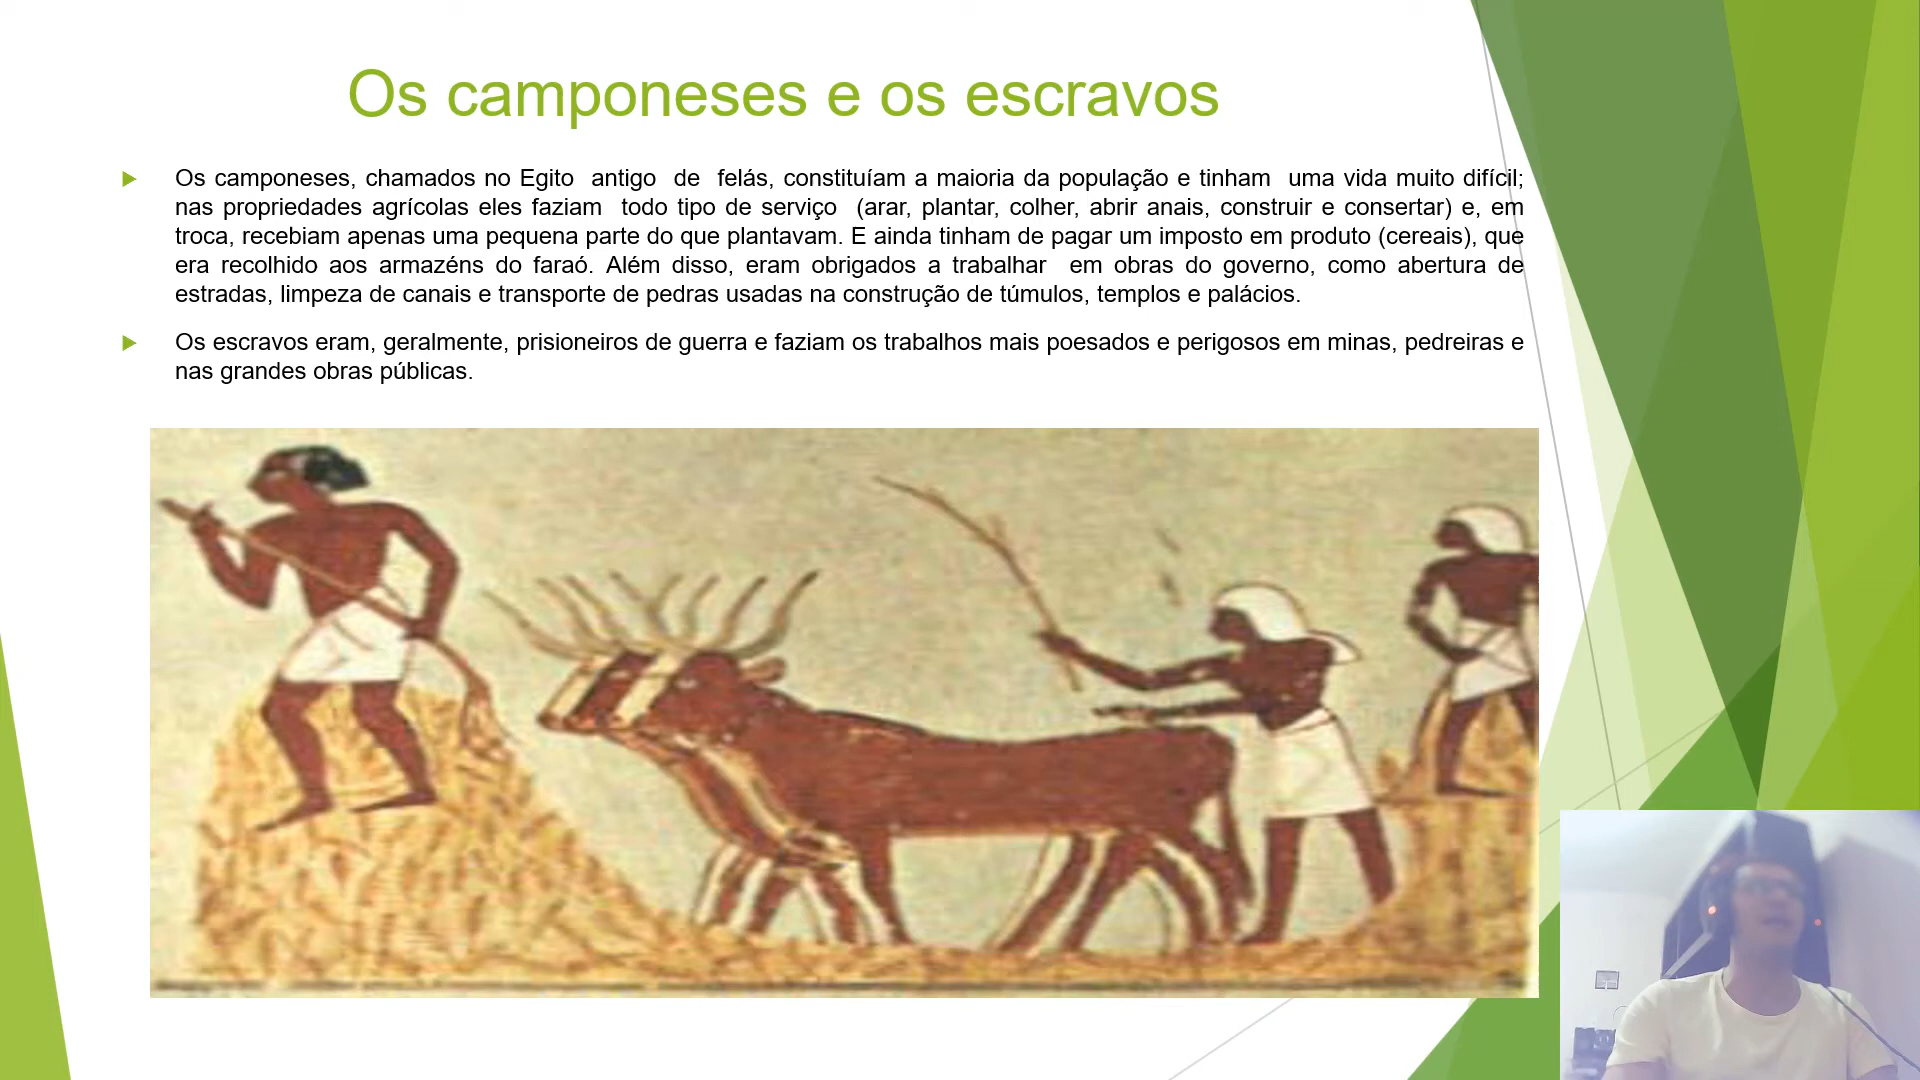 Os camponeses e os escravos
Os camponeses, chamados no Egito antigo de felás, constituíam a maioria da população e tinham uma vida muito difícil;
nas propriedades agrícolas eles faziam todo tipo de serviço (arar, plantar, colher, abrir anais, construir e consertar) e, em
troca, recebiam apenas uma pequena parte do que plantavam. E ainda tinham de pagar um imposto em produto (cereais), que
era recolhido aos armazéns do faraó. Além disso, eram obrigados a trabalhar em obras do governo, como abertura de
estradas, limpeza de canais e transporte de pedras usadas na construção de túmulos, templos e palácios.
Os escravos eram, geralmente, prisioneiros de guerra e faziam os trabalhos mais poesados e perigosos em minas, pedreiras e
nas grandes obras públicas.